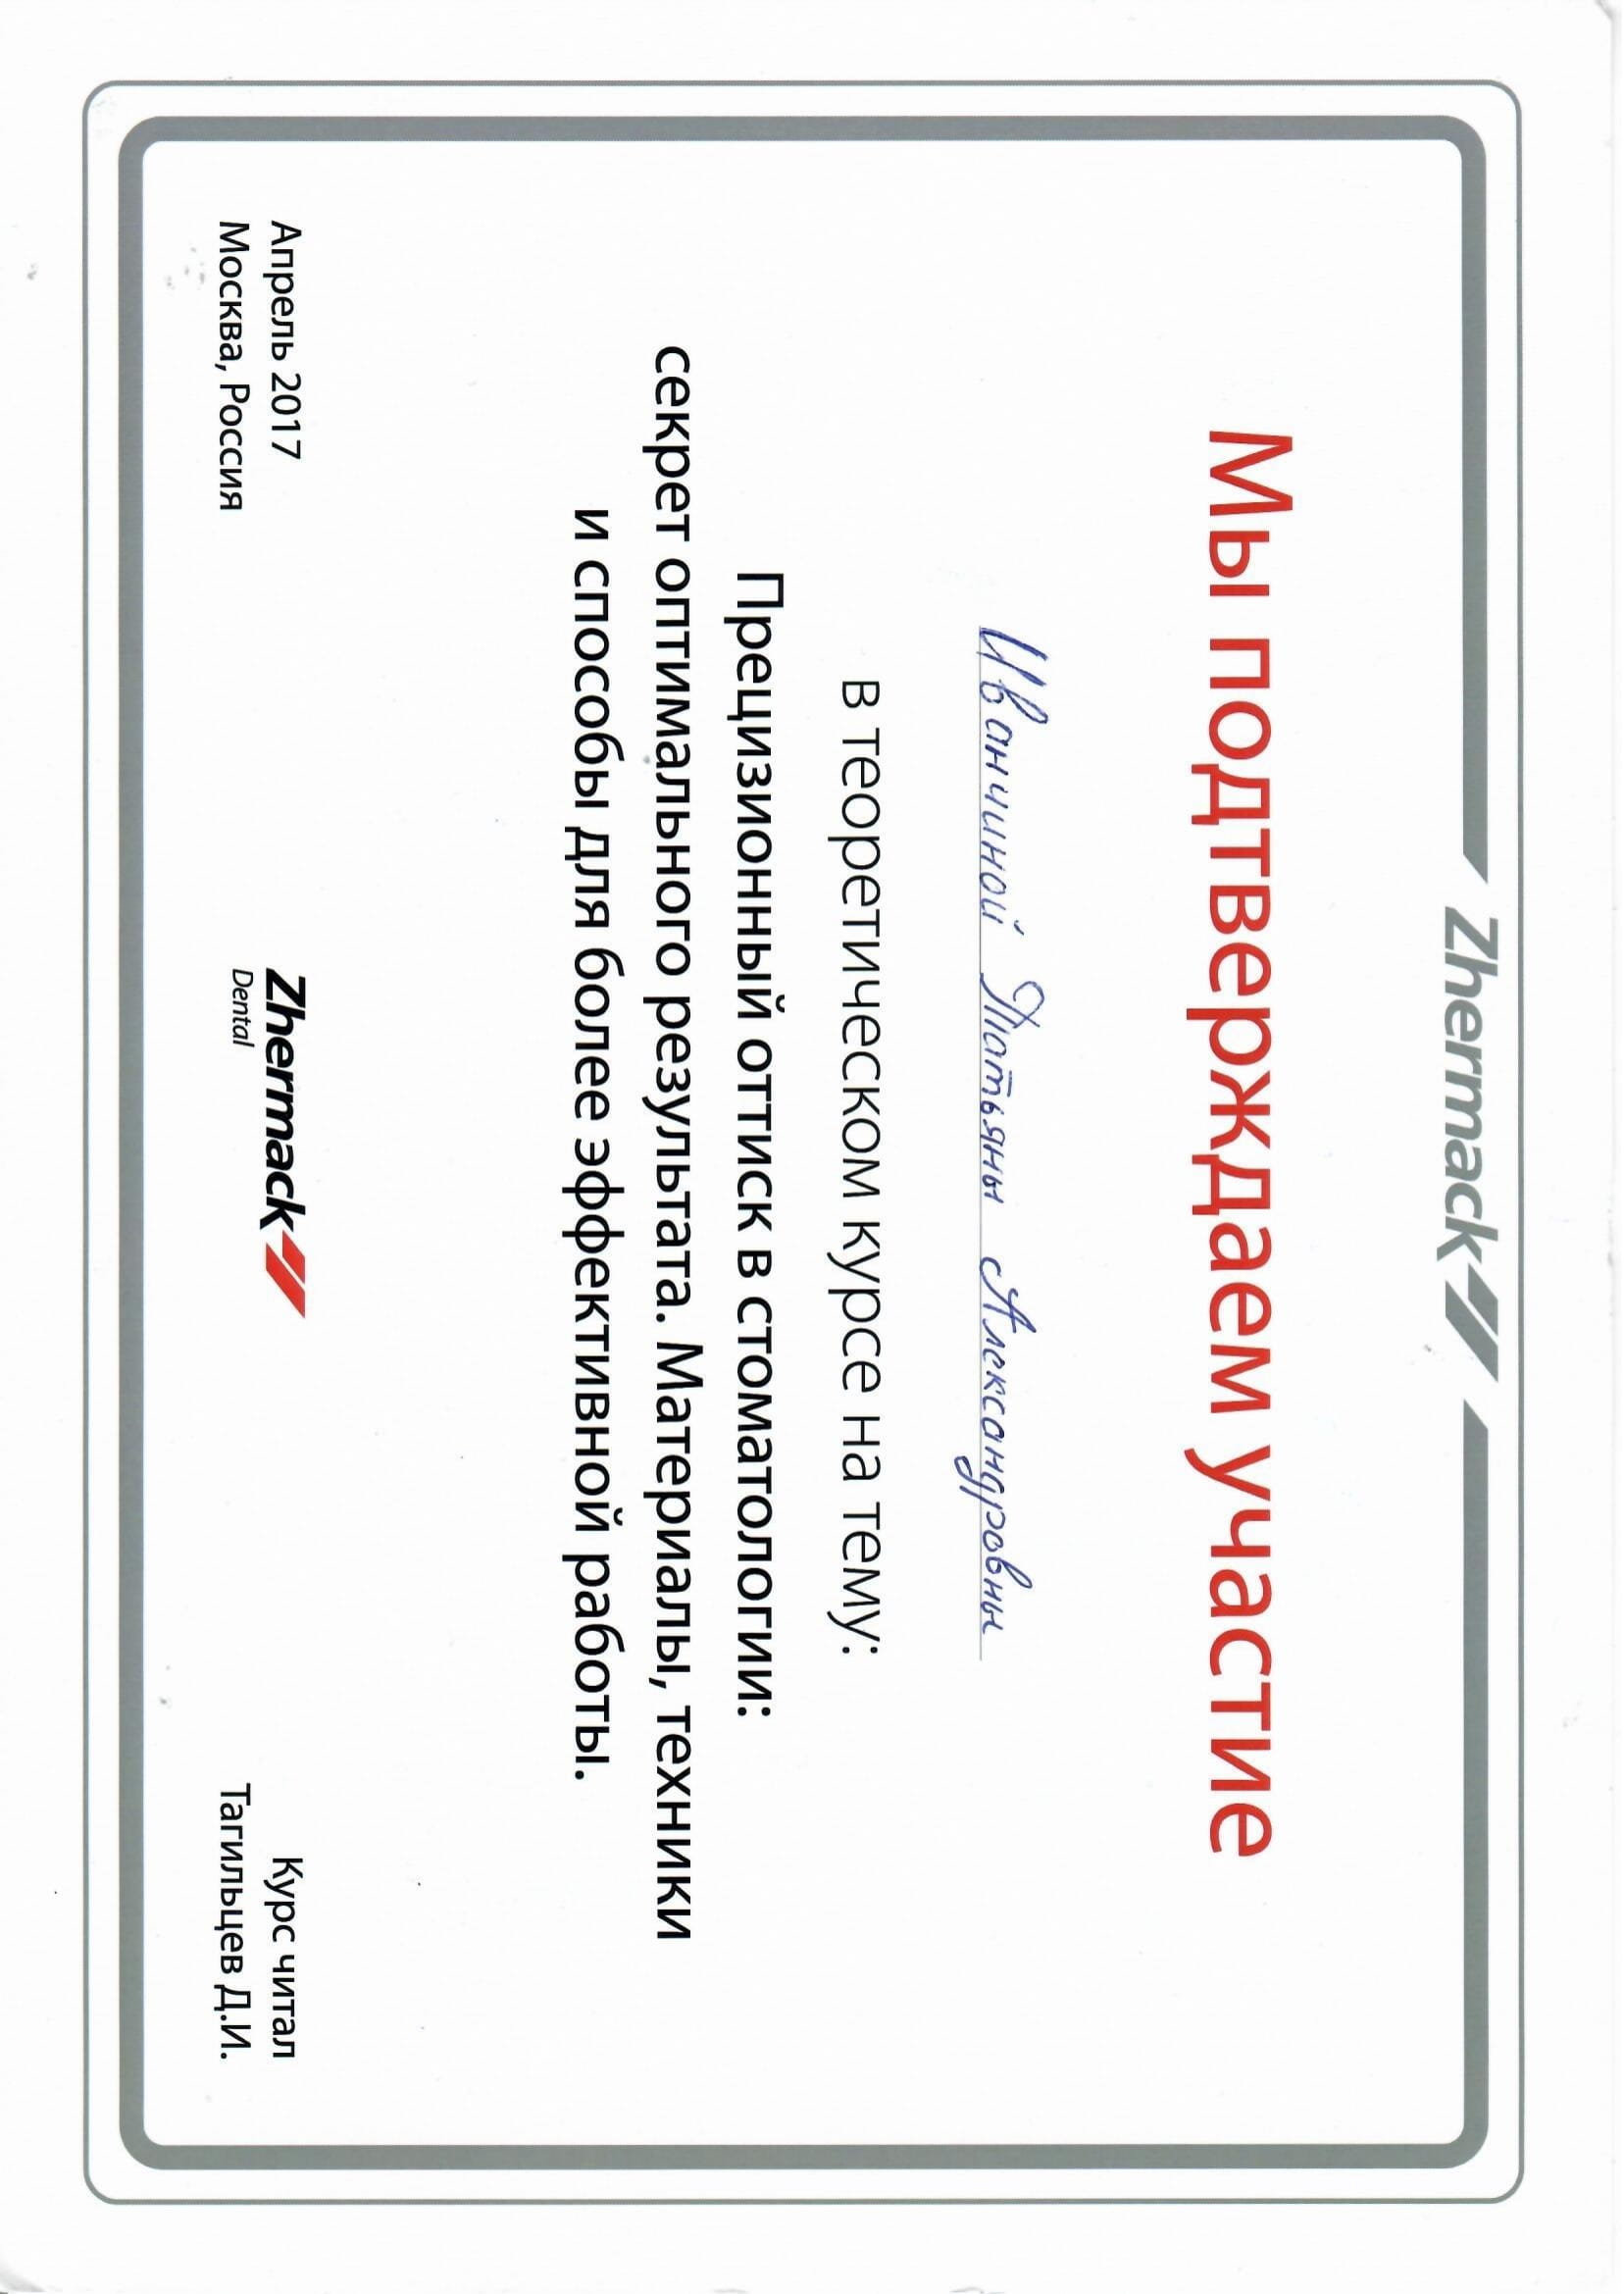 Zhermack
Мы подтверждаем участие
Иванчиной Татьяны Александровны
в теоретическом курсе на тему:
Прецизионный оттиск в стоматологии:
секрет оптимального результата. Материалы, техники
и способы для более эффективной работы.
Апрель 2017
Москва, Россия
Zhermack
Dental
Курс читал
Тагильцев Д.И.